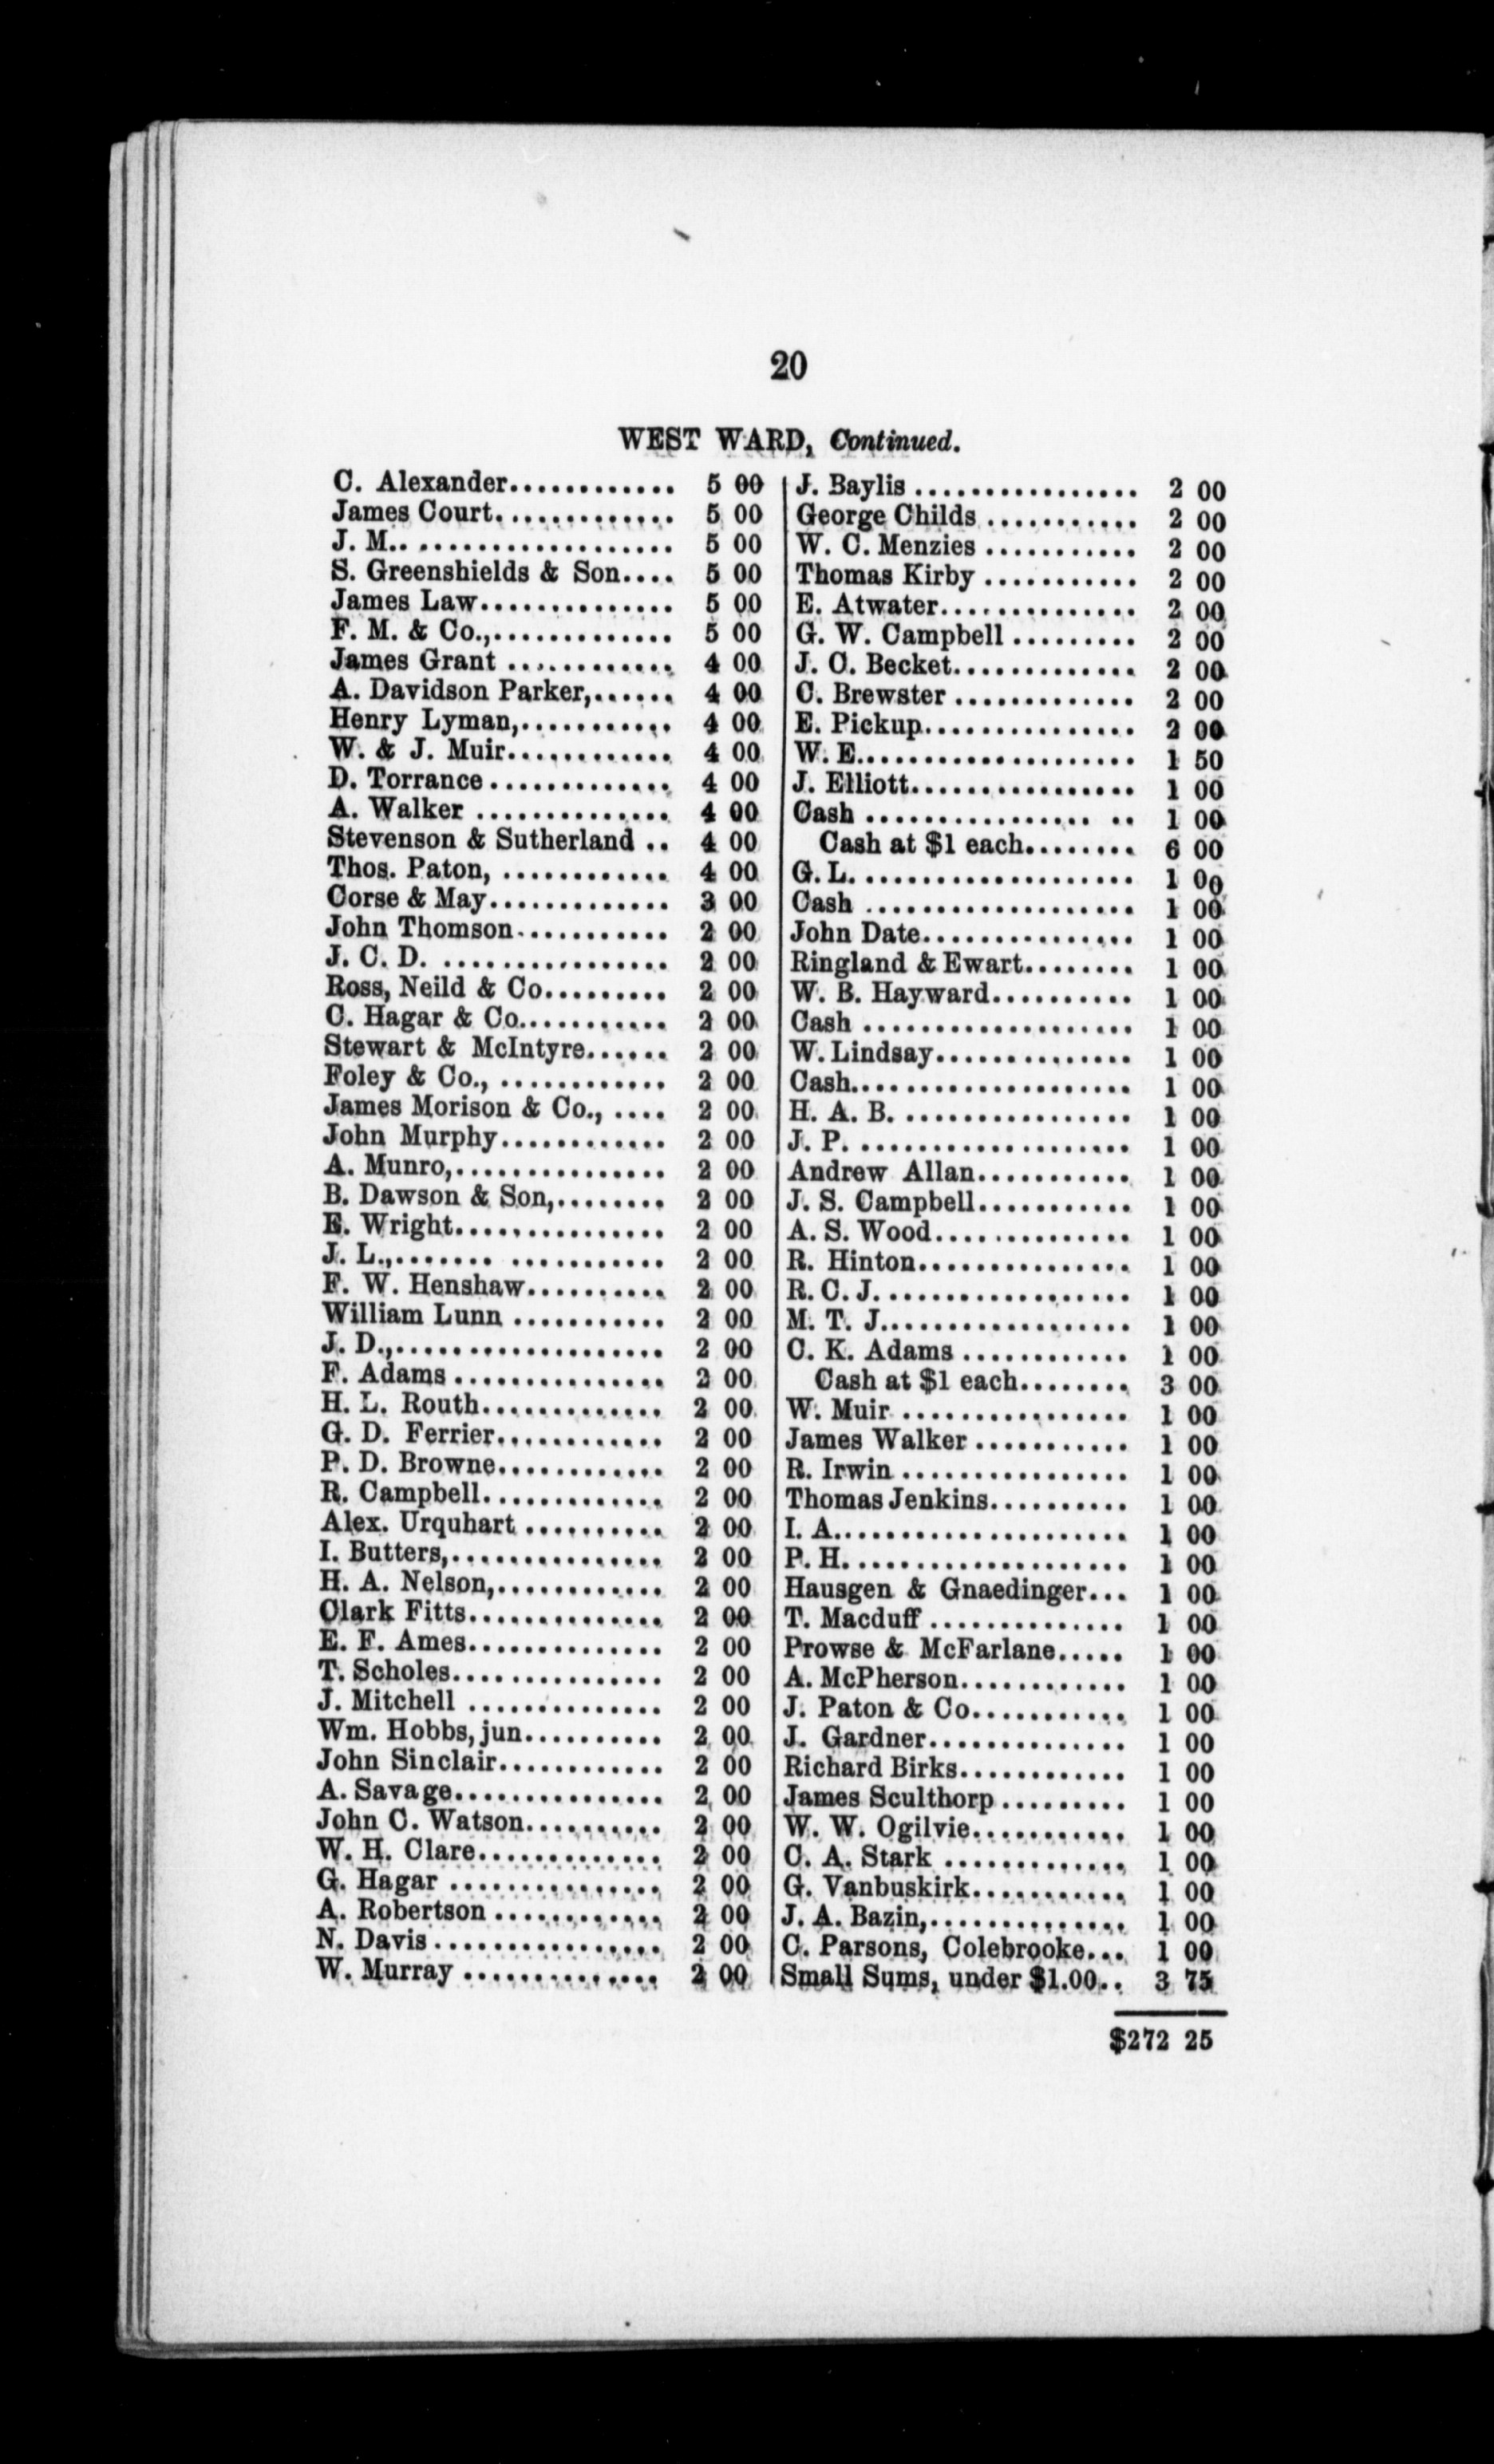 20
WEST WARD, Continued.
C. Alexander............ 5 00
James Court............. 5 00
J. M.. .................. 5 00
S. Greenshields & Son.... 5 00
James Law.............. 5 00
F. M. & Co.,............. 5 00
James Grant ............ 4 00
A. Davidson Parker,...... 4 00
Henry Lyman,........... 4 00
W. & J. Muir............ 4 00
D. Torrance............. 4 00
A. Walker .............. 4 00
Stevenson & Sutherland .. 4 00
Thos. Paton, ............ 4 00
Corse & May............. 3 00
John Thomson........... 2 00
J. C. D. ................ 2 00
Ross, Neild & Co......... 2 00
C. Hagar & Co........... 2 00
Stewart & McIntyre...... 2 00
Foley & Co., ............ 2 00
James Morison & Co., .... 2 00
John Murphy............ 2 00
A. Munro,............... 2 00
B. Dawson & Son,........ 2 00
E. Wright............... 2 00
J. L.,....... ........... 2 00
F. W. Henshaw.......... 2 00
William Lunn ........... 2 00
J. D.,................... 2 00
F. Adams ............... 2 00
H. L. Routh............. 2 00
G. D. Ferrier............ 2 00
P. D. Browne............ 2 00
R. Campbell............. 2 00
Alex. Urquhart .......... 2 00
I. Butters,............... 2 00
H. A. Nelson,............ 2 00
Clark Fitts.............. 2 00
E. F. Ames.............. 2 00
T. Scholes............... 2 00
J. Mitchell .............. 2 00
Wm. Hobbs, jun.......... 2 00
John Sinclair............ 2 00
A. Savage............... 2 00
John C. Watson.......... 2 00
W. H. Clare............. 2 00
G. Hagar ............... 2 00
A. Robertson ............ 2 00
N. Davis................ 2 00
W. Murray .............. 2 00
J. Baylis ................ 2 00
George Childs ........... 2 00
W. C. Menzies ........... 2 00
Thomas Kirby ........... 2 00
E. Atwater.............. 2 00
G. W. Campbell ......... 2 00
J. C. Becket............. 2 00
C. Brewster ............. 2 00
E. Pickup............... 2 00
W. E.................... 1 50
J. Elliott................ 1 00
Cash ................ .. 1 00
Cash at $1 each........ 6 00
G. L. ................... 1 00
Cash ................... 1 00
John Date............... 1 00
Ringland & Ewart........ 1 00
W. B. Hayward.......... 1 00
Cash ................... 1 00
W. Lindsay.............. 1 00
Cash.................... 1 00
H. A. B. ................ 1 00
J. P. ................... 1 00
Andrew Allan........... 1 00
J. S. Campbell........... 1 00
A. S. Wood.............. 1 00
R. Hinton............... 1 00
R. C. J. ................. 1 00
M. T. J.................. 1 00
C. K. Adams ............ 1 00
Cash at $1 each........ 3 00
W. Muir ................ 1 00
James Walker ........... 1 00
R. Irwin ................ 1 00
Thomas Jenkins.......... 1 00
I. A..................... 1 00
P. H.................... 1 00
Hausgen & Gnaedinger... 1 00
T. Macduff .............. 1 00
Prowse & McFarlane..... 1 00
A. McPherson............ 1 00
J. Paton & Co........... 1 00
J. Gardner.............. 1 00
Richard Birks............ 1 00
James Sculthorp ......... 1 00
W. W. Ogilvie........... 1 00
C. A. Stark ............. 1 00
G. Vanbuskirk........... 1 00
J. A. Bazin,.............. 1 00
C. Parsons, Colebrooke... 1 00
Small Sums, under $1.00.. 3 75
$272 25